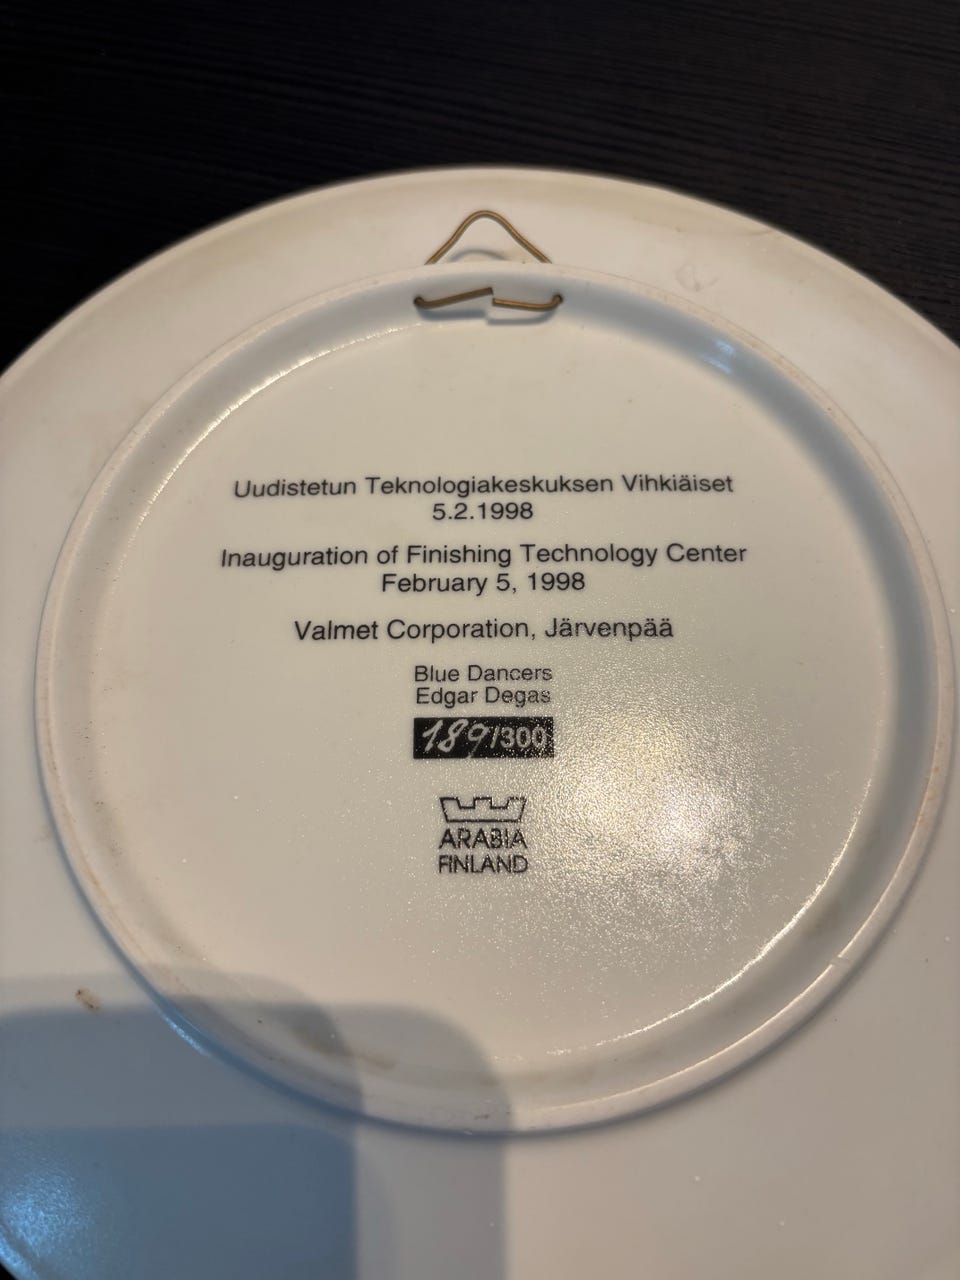 Uudistetun Teknologiakeskuksen Vihkiäiset
5.2.1998
Inauguration of Finishing Technology Center
February 5, 1998
Valmet Corporation, Järvenpää
Blue Dancers
Edgar Degas
189/300
ARABIA
FINLAND